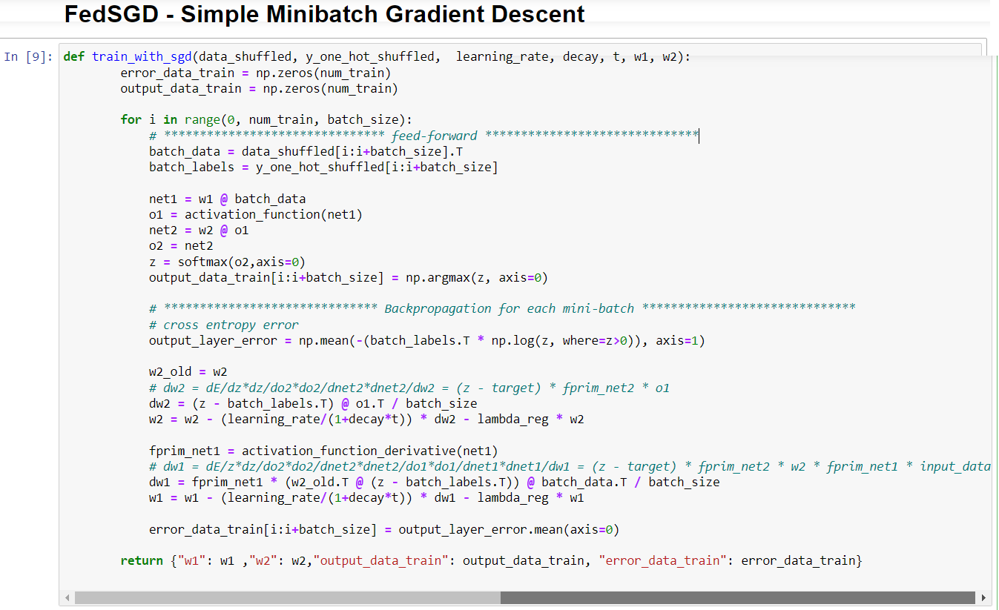 FedSGD - Simple Minibatch Gradient Descent
In [9]: def train_with_sgd(data_shuffled, y_one_hot_shuffled,  learning_rate, decay, t, w1, w2):
        error_data_train = np.zeros(num_train)
        output_data_train = np.zeros(num_train)
        for i in range(0, num_train, batch_size):
            # ******************************* feed-forward ******************************
            batch_data = data_shuffled[i:i+batch_size].T
            batch_labels = y_one_hot_shuffled[i:i+batch_size]
            net1 = w1 @ batch_data
            o1 = activation_function(net1)
            net2 = w2 @ o1
            o2 = net2
            z = softmax(o2,axis=0)
            output_data_train[i:i+batch_size] = np.argmax(z, axis=0)
            # ****************************** Backpropagation for each mini-batch ******************************
            # cross entropy error
            output_layer_error = np.mean(-(batch_labels.T * np.log(z, where=z>0)), axis=1)
            w2_old = w2
            # dw2 = dE/dz*dz/do2*do2/dnet2*dnet2/dw2 = (z - target) * fprim_net2 * o1
            dw2 = (z - batch_labels.T) @ o1.T / batch_size
            w2 = w2 - (learning_rate/(1+decay*t)) * dw2 - lambda_reg * w2
            fprim_net1 = activation_function_derivative(net1)
            # dw1 = dE/z*dz/do2*do2/dnet2*dnet2/do1*do1/dnet1*dnet1/dw1 = (z - target) * fprim_net2 * w2 * fprim_net1 * input_data
            dw1 = fprim_net1 * (w2_old.T @ (z - batch_labels.T)) @ batch_data.T / batch_size
            w1 = w1 - (learning_rate/(1+decay*t)) * dw1 - lambda_reg * w1
            error_data_train[i:i+batch_size] = output_layer_error.mean(axis=0)
        return {"w1": w1 ,"w2": w2,"output_data_train": output_data_train, "error_data_train": error_data_train}